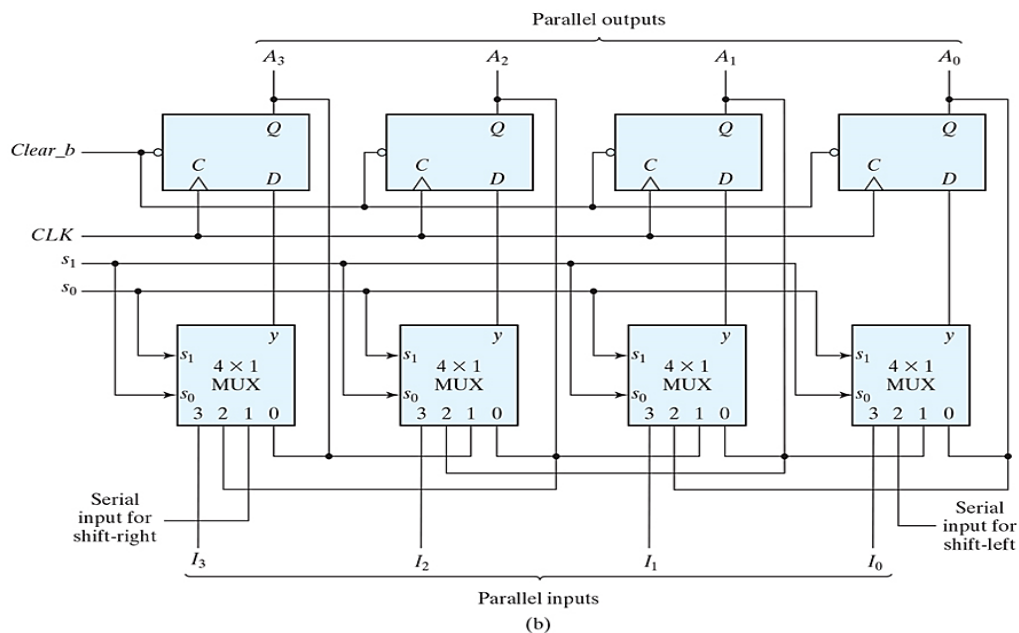 Parallel outputs
A3 A2 A1 A0
Q Q Q Q
Clear_b
C C C C
D D D D
CLK
s1
s0
y y y y
s1 s1 s1 s1
4 × 1 4 × 1 4 × 1 4 × 1
MUX MUX MUX MUX
s0 s0 s0 s0
3 2 1 0 3 2 1 0 3 2 1 0 3 2 1 0
Serial
input for
shift-right
Serial
input for
shift-left
I3 I2 I1 I0
Parallel inputs
(b)